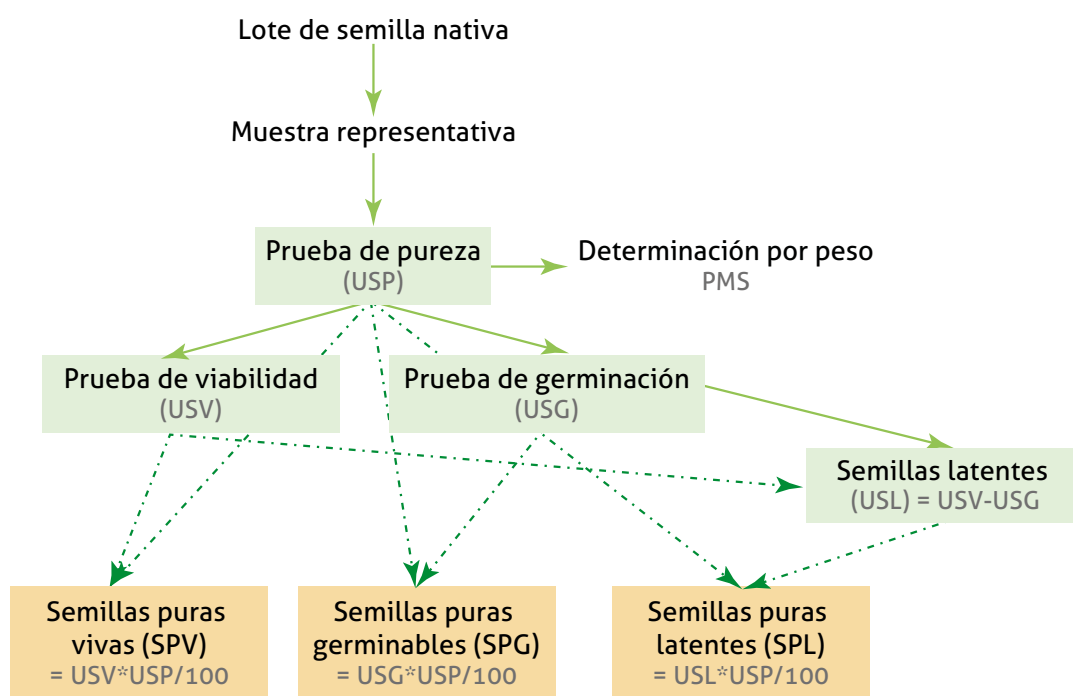 Lote de semilla nativa
Muestra representativa
Prueba de pureza
(USP)
Determinación por peso
PMS
Prueba de viabilidad
(USV)
Prueba de germinación
(USG)
Semillas latentes
(USL) = USV-USG
Semillas puras
vivas (SPV)
= USV*USP/100
Semillas puras
germinables (SPG)
= USG*USP/100
Semillas puras
latentes (SPL)
= USL*USP/100